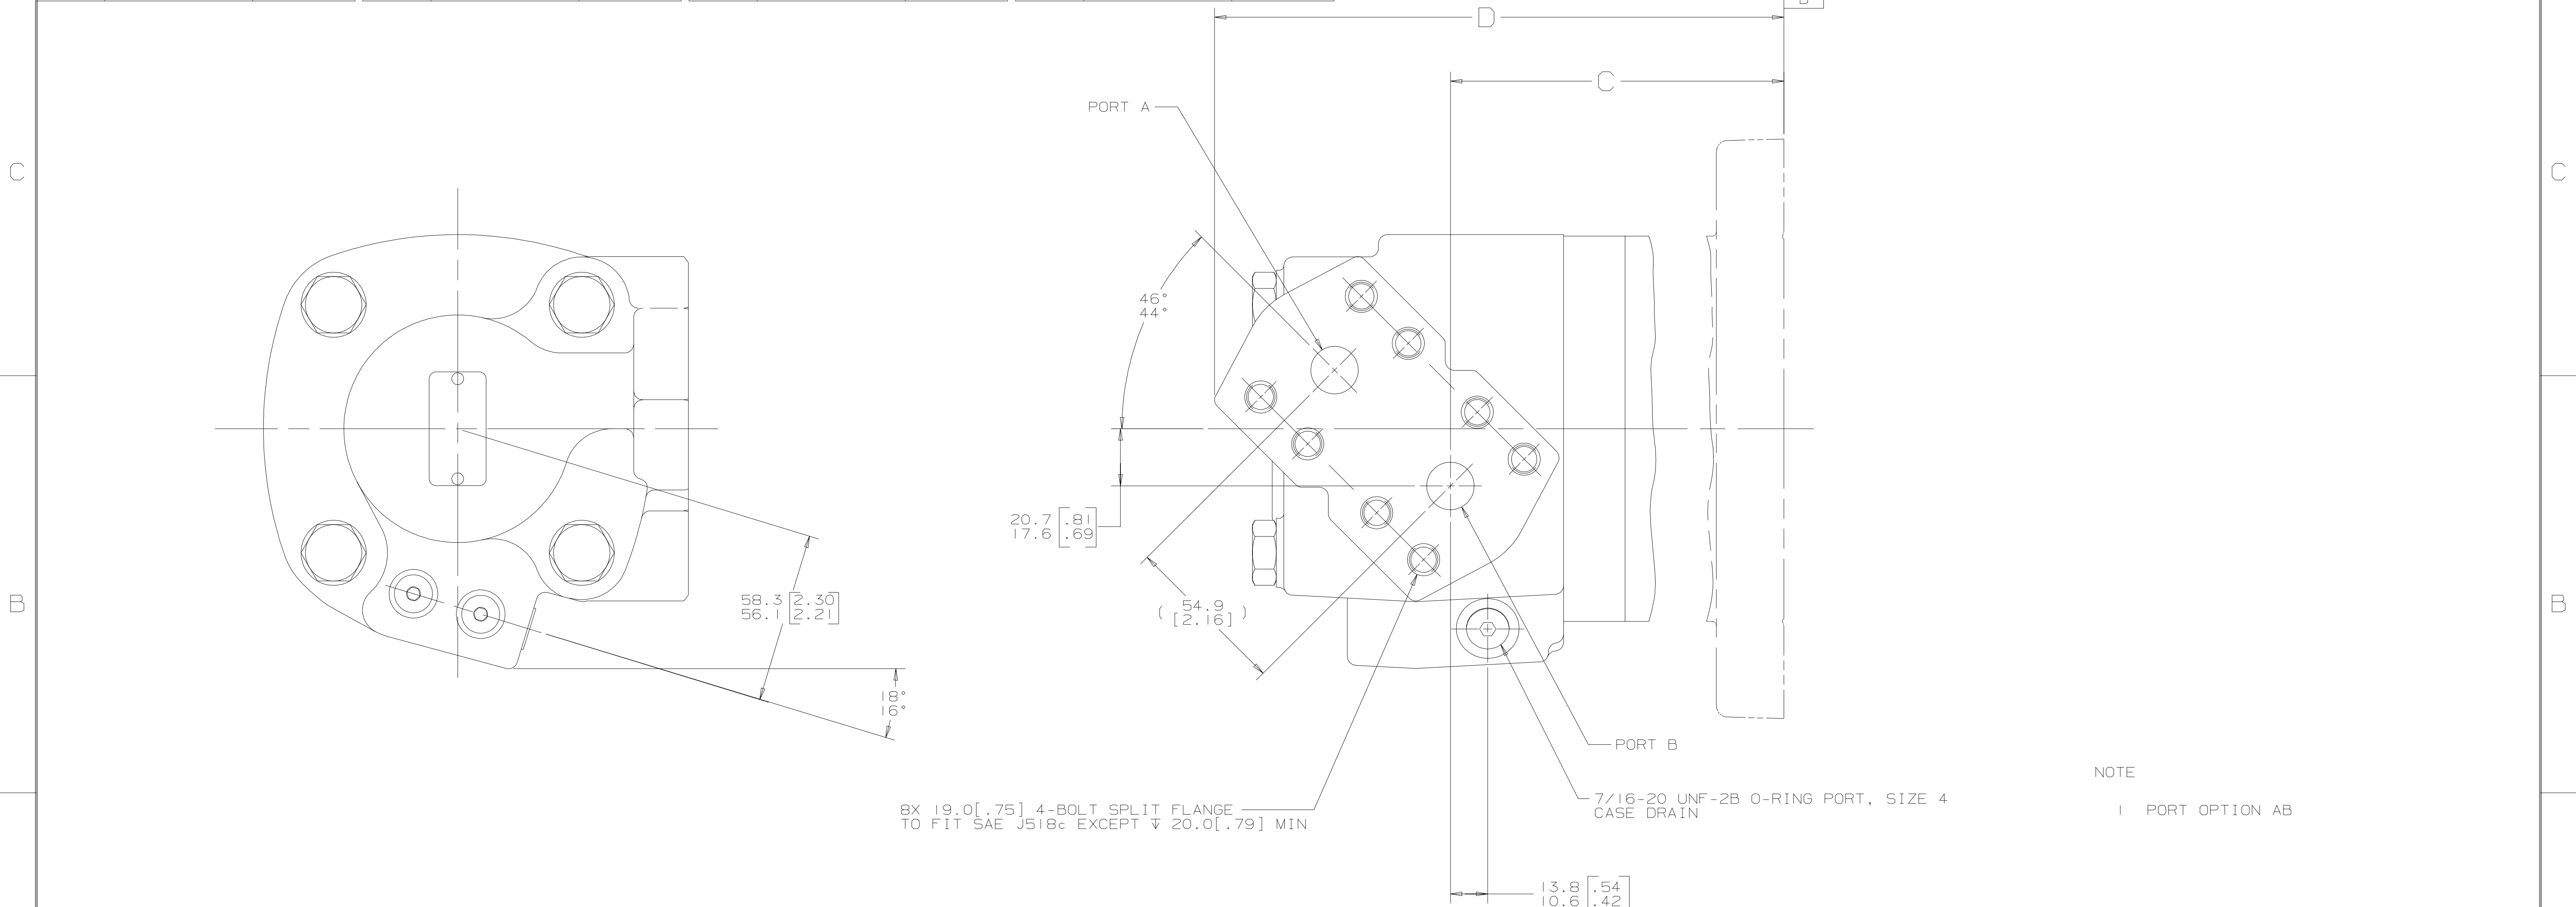 D
C
PORT A
C
C
46°
44°
20.7 [.81
17.6 .69]
58.3 [2.30
56.1 2.21]
( 54.9
[2.16] )
B
B
18°
16°
PORT B
NOTE
8X 19.0[.75] 4-BOLT SPLIT FLANGE
TO FIT SAE J518c EXCEPT ↧ 20.0[.79] MIN
7/16-20 UNF-2B O-RING PORT, SIZE 4
CASE DRAIN
1 PORT OPTION AB
13.8 [.54
10.6 .42]